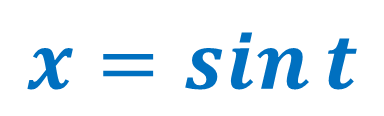 x = sin t